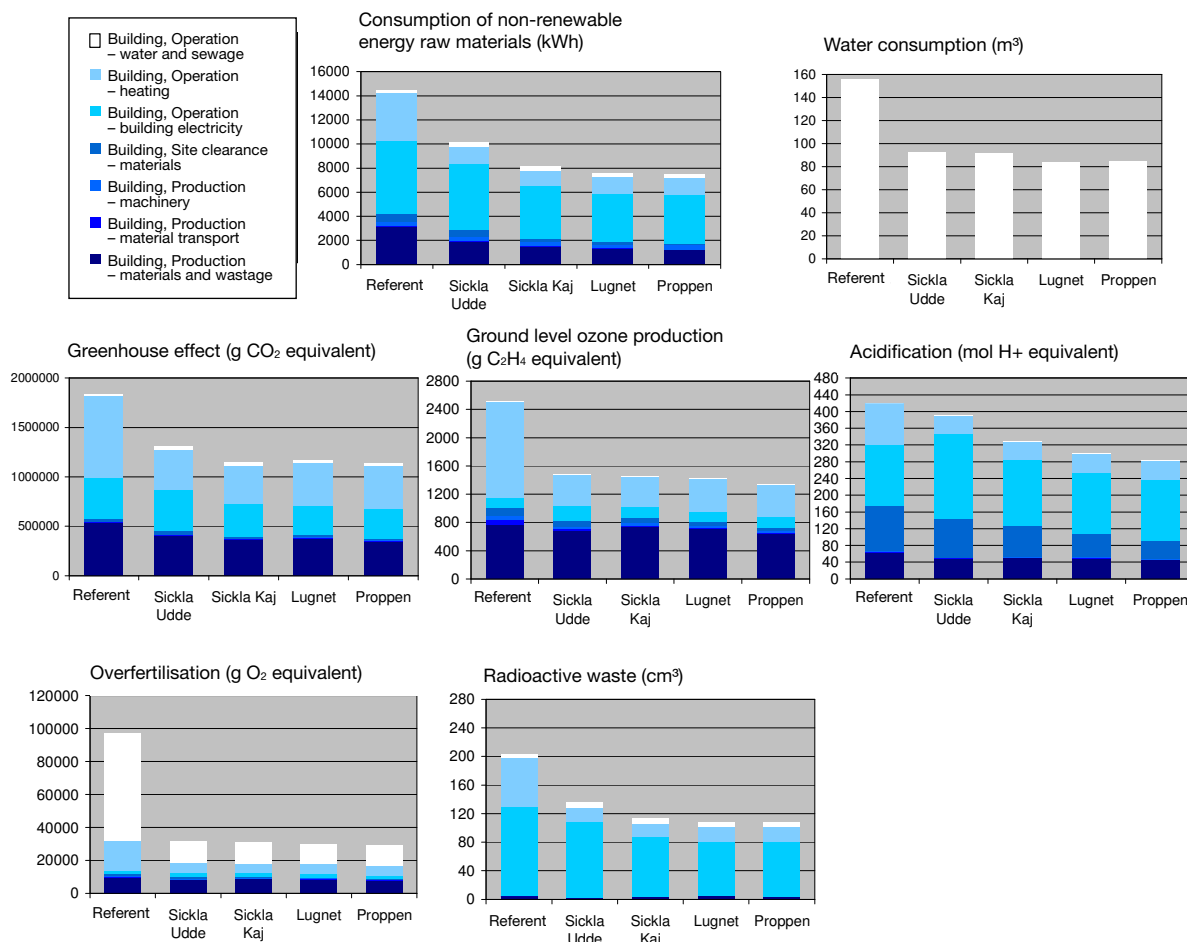 Building, Operation
– water and sewage
Building, Operation
– heating
Building, Operation
– building electricity
Building, Site clearance
– materials
Building, Production
– machinery
Building, Production
– material transport
Building, Production
– materials and wastage
Consumption of non-renewable
energy raw materials (kWh)
16000
14000
12000
10000
8000
6000
4000
2000
0
Referent
Sickla
Udde
Sickla Kaj
Lugnet
Proppen
Water consumption (m³)
160
140
120
100
80
60
40
20
0
Referent
Sickla
Udde
Sickla
Kaj
Lugnet
Proppen
Greenhouse effect (g CO₂ equivalent)
2000000
1500000
1000000
500000
0
Referent
Sickla
Udde
Sickla Kaj
Lugnet
Proppen
Ground level ozone production
(g C₂H₄ equivalent)
2800
2400
2000
1600
1200
800
400
0
Referent
Sickla
Udde
Sickla
Kaj
Lugnet
Proppen
Acidification (mol H+ equivalent)
480
440
400
360
320
280
240
200
160
120
80
40
0
Referent
Sickla
Udde
Sickla
Kaj
Lugnet
Proppen
Overfertilisation (g O₂ equivalent)
120000
100000
80000
60000
40000
20000
0
Referent
Sickla
Udde
Sickla
Kaj
Lugnet
Proppen
Radioactive waste (cm³)
280
240
200
160
120
80
40
0
Referent
Sickla
Udde
Sickla
Kaj
Lugnet
Proppen